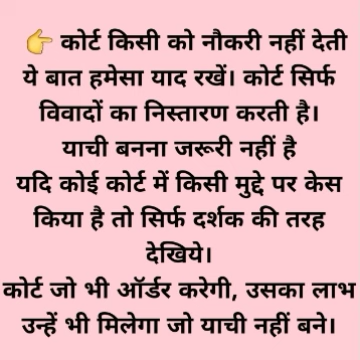 👉 कोर्ट किसी को नौकरी नहीं देती
ये बात हमेसा याद रखें। कोर्ट सिर्फ
विवादों का निस्तारण करती है।
याची बनना जरूरी नहीं है
यदि कोई कोर्ट में किसी मुद्दे पर केस
किया है तो सिर्फ दर्शक की तरह
देखिये।
कोर्ट जो भी ऑर्डर करेगी, उसका लाभ
उन्हें भी मिलेगा जो याची नहीं बने।